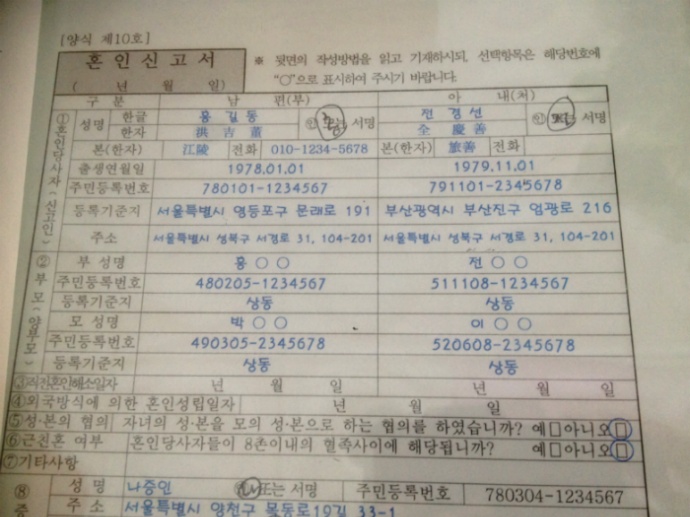 [양식 제10호]
혼인신고서
( 년 월 일)
※ 뒷면의 작성방법을 읽고 기재하시되, 선택항목은 해당번호에
"○"으로 표시하여 주시기 바랍니다.
구 분 남 편(부) 아 내(처)
①혼인당사자(신고인)
성명 한글 홍길동 ㊞ 또는 서명 전경선 ㊞ 또는 서명
한자 洪吉董 全慶善
본(한자) 江陵 전화 010-1234-5678 본(한자) 旌善 전화
출생연월일 1978.01.01 1979.11.01
주민등록번호 780101-1234567 791101-2345678
등록기준지 서울특별시 영등포구 문래로 191 부산광역시 부산진구 엄광로 216
주소 서울특별시 성북구 서경로 31, 104-201 서울특별시 성북구 서경로 31, 104-201
②부모(양부모)
부 성명 홍○○ 전○○
주민등록번호 480205-1234567 511108-1234567
등록기준지 상동 상동
모 성명 박○○ 이○○
주민등록번호 490305-2345678 520608-2345678
등록기준지 상동 상동
③직전혼인해소일자 년 월 일 년 월 일
④외국방식에 의한 혼인성립일자 년 월 일
⑤성·본의 협의 자녀의 성·본을 모의 성·본으로 하는 협의를 하였습니까? 예□아니오□
⑥근친혼 여부 혼인당사자들이 8촌이내의 혈족사이에 해당됩니까? 예□아니오□
⑦기타사항
⑧증
성 명 나증인 ㊞또는 서명 주민등록번호 780304-1234567
주 소 서울특별시 양천구 목동로19길 33-1